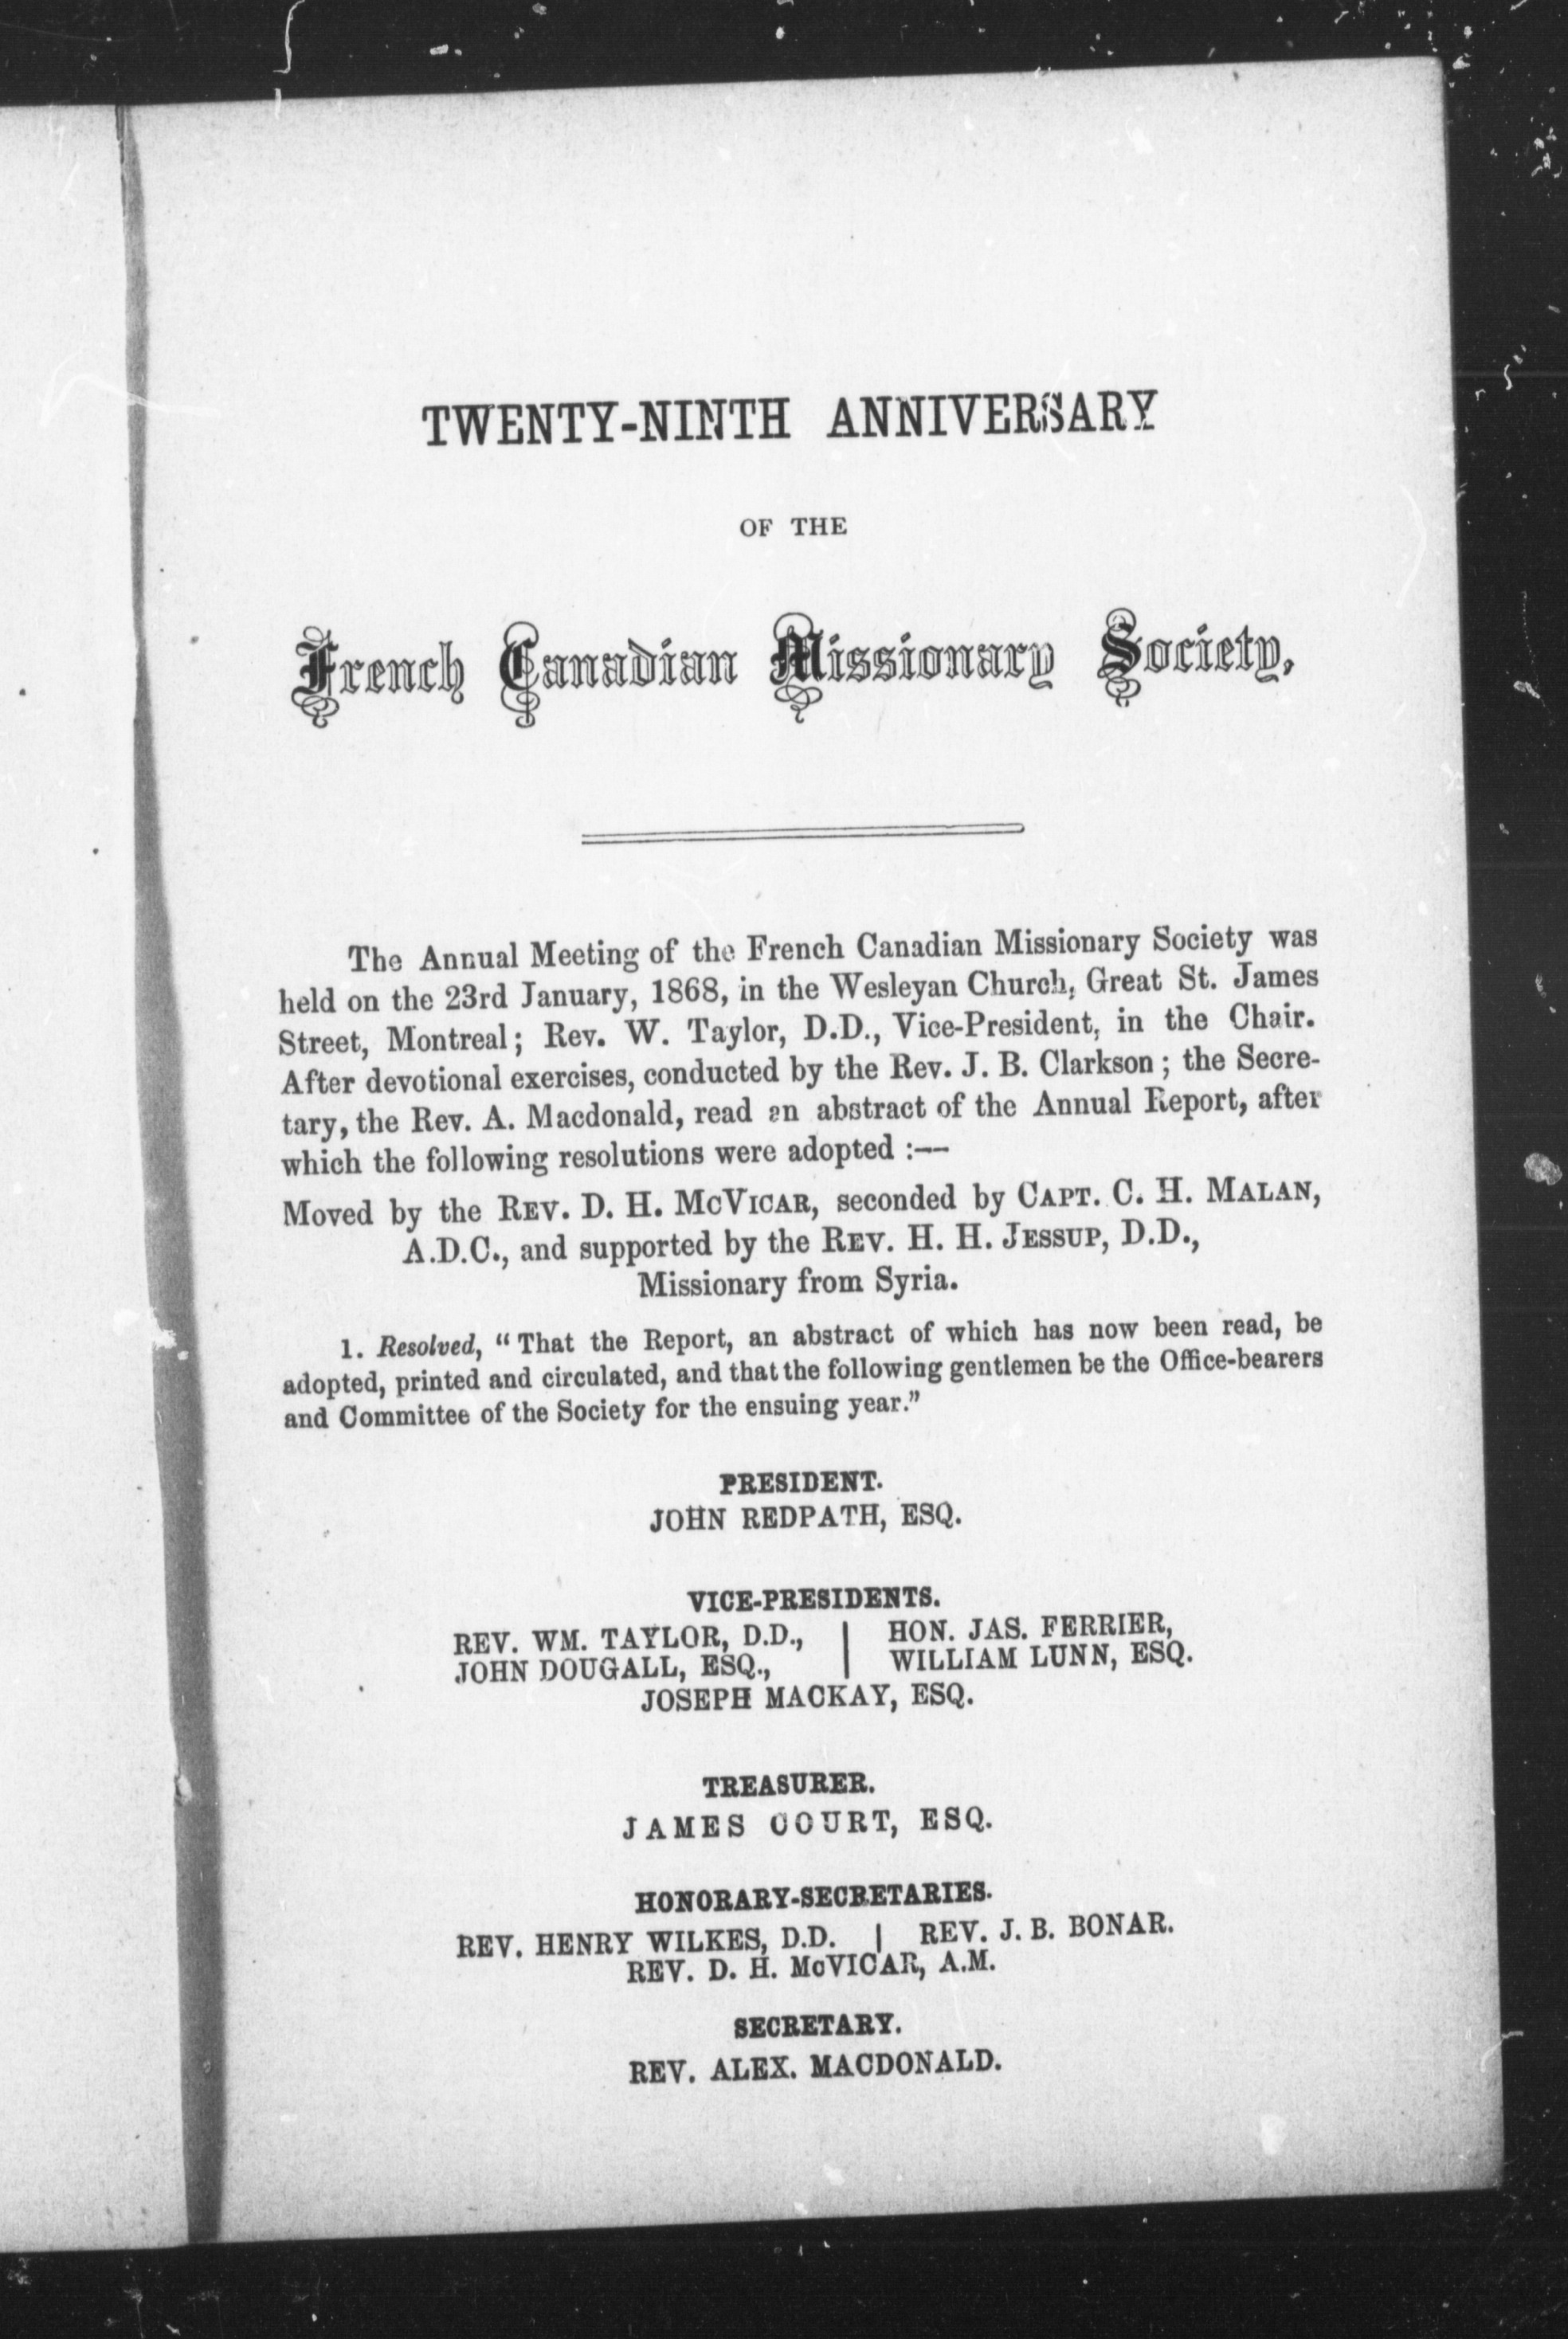 TWENTY-NINTH ANNIVERSARY
OF THE
French Canadian Missionary Society,
The Annual Meeting of the French Canadian Missionary Society was
held on the 23rd January, 1868, in the Wesleyan Church, Great St. James
Street, Montreal; Rev. W. Taylor, D.D., Vice-President, in the Chair.
After devotional exercises, conducted by the Rev. J. B. Clarkson; the Secre-
tary, the Rev. A. Macdonald, read an abstract of the Annual Report, after
which the following resolutions were adopted :—
Moved by the REV. D. H. MCVICAR, seconded by CAPT. C. H. MALAN,
A.D.C., and supported by the REV. H. H. JESSUP, D.D.,
Missionary from Syria.
1. Resolved, "That the Report, an abstract of which has now been read, be
adopted, printed and circulated, and that the following gentlemen be the Office-bearers
and Committee of the Society for the ensuing year."
PRESIDENT.
JOHN REDPATH, ESQ.
VICE-PRESIDENTS.
REV. WM. TAYLOR, D.D., | HON. JAS. FERRIER,
JOHN DOUGALL, ESQ., | WILLIAM LUNN, ESQ.
JOSEPH MACKAY, ESQ.
TREASURER.
JAMES COURT, ESQ.
HONORARY-SECRETARIES.
REV. HENRY WILKES, D.D. | REV. J. B. BONAR.
REV. D. H. McVICAR, A.M.
SECRETARY.
REV. ALEX. MACDONALD.